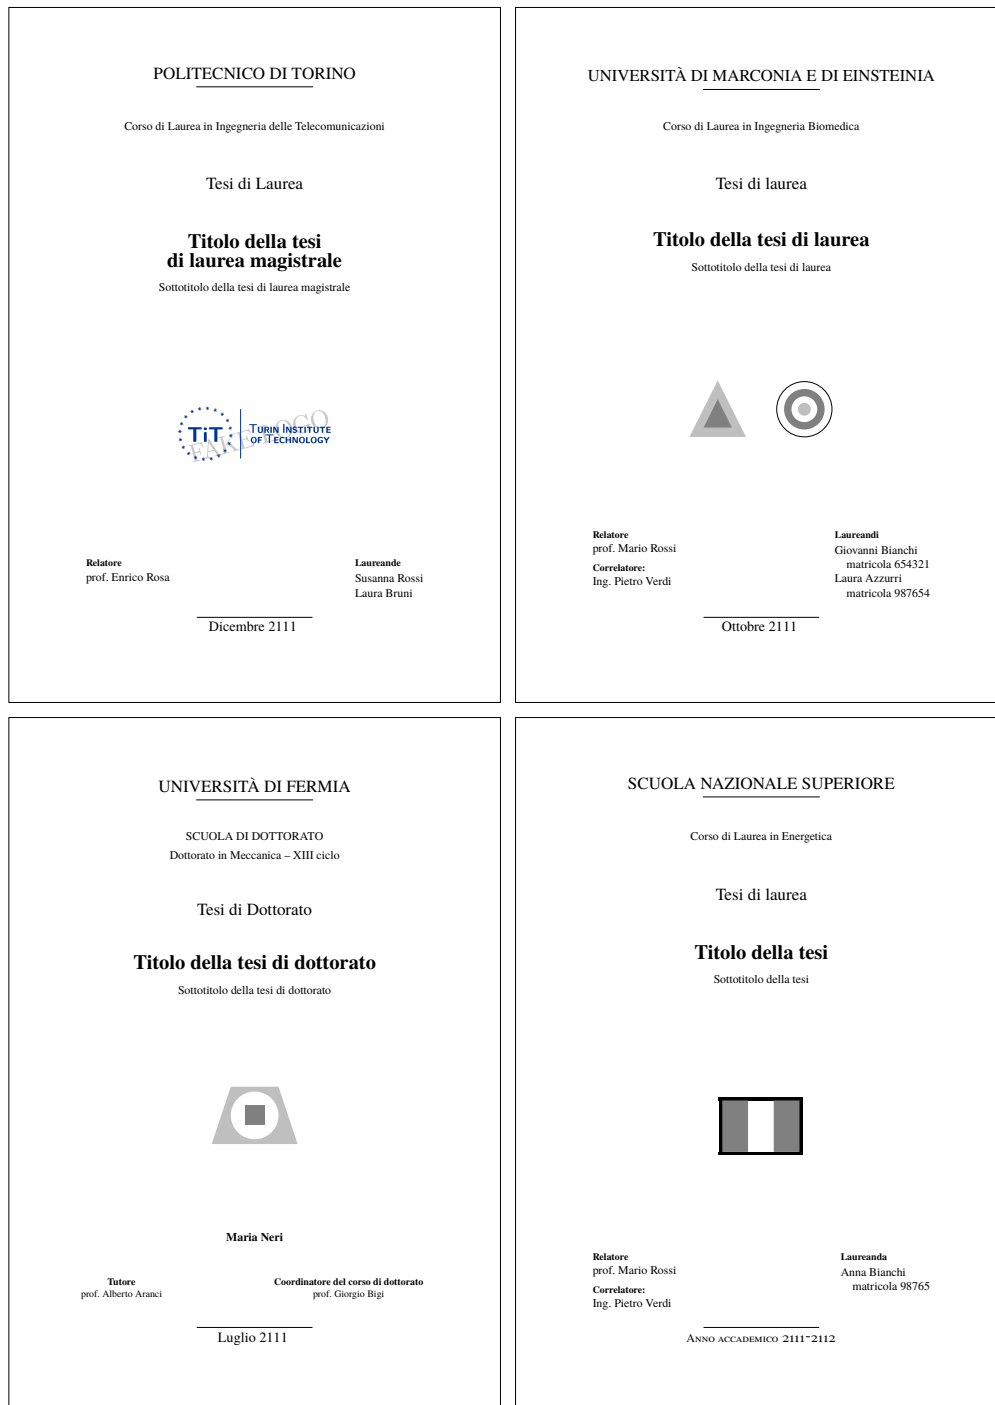 POLITECNICO DI TORINO
Corso di Laurea in Ingegneria delle Telecomunicazioni
Tesi di Laurea
Titolo della tesi
di laurea magistrale
Sottotitolo della tesi di laurea magistrale
TiT
TURIN INSTITUTE
OF TECHNOLOGY
FAKE LOGO
Relatore
prof. Enrico Rosa
Laureande
Susanna Rossi
Laura Bruni
Dicembre 2111
UNIVERSITÀ DI MARCONIA E DI EINSTEINIA
Corso di Laurea in Ingegneria Biomedica
Tesi di laurea
Titolo della tesi di laurea
Sottotitolo della tesi di laurea
Relatore
prof. Mario Rossi
Correlatore:
Ing. Pietro Verdi
Laureandi
Giovanni Bianchi
matricola 654321
Laura Azzurri
matricola 987654
Ottobre 2111
UNIVERSITÀ DI FERMIA
SCUOLA DI DOTTORATO
Dottorato in Meccanica – XIII ciclo
Tesi di Dottorato
Titolo della tesi di dottorato
Sottotitolo della tesi di dottorato
Maria Neri
Tutore
prof. Alberto Aranci
Coordinatore del corso di dottorato
prof. Giorgio Bigi
Luglio 2111
SCUOLA NAZIONALE SUPERIORE
Corso di Laurea in Energetica
Tesi di laurea
Titolo della tesi
Sottotitolo della tesi
Relatore
prof. Mario Rossi
Correlatore:
Ing. Pietro Verdi
Laureanda
Anna Bianchi
matricola 98765
ANNO ACCADEMICO 2111-2112